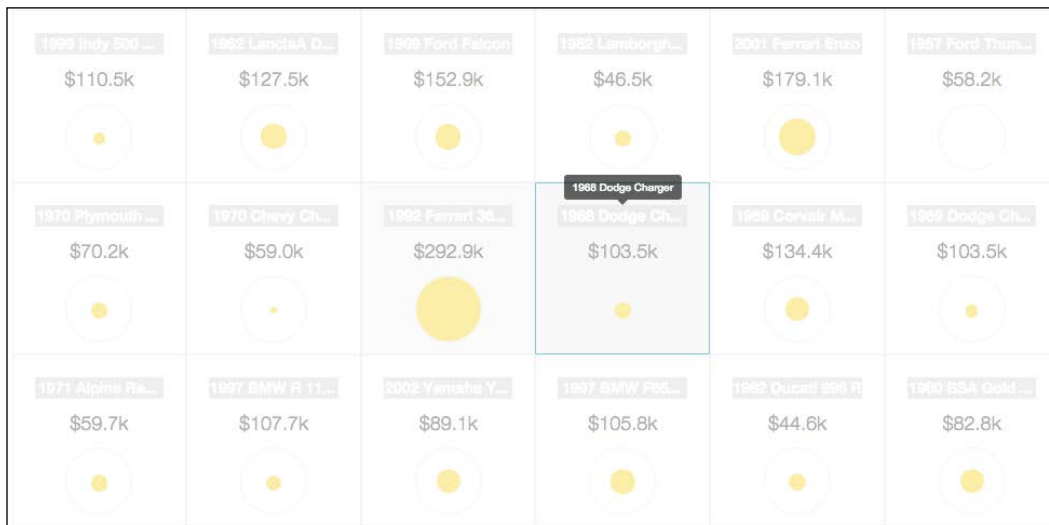 1999 Indy 500 ...
1962 LanciaA D...
1969 Ford Falcon
1952 Lamborgh...
2001 Ferrari Enzo
1957 Ford Thun...
$110.5k
$127.5k
$152.9k
$46.5k
$179.1k
$58.2k
1968 Dodge Charger
1970 Plymouth ...
1970 Chevy Ch...
1992 Ferrari 36...
1968 Dodge Ch...
1969 Corvair M...
1969 Dodge Ch...
$70.2k
$59.0k
$292.9k
$103.5k
$134.4k
$103.5k
1971 Alpine Re...
1997 BMW R 11...
2002 Yamaha Y...
1997 BMW F65...
1982 Ducati 996 R
1960 BSA Gold ...
$59.7k
$107.7k
$89.1k
$105.8k
$44.6k
$82.8k